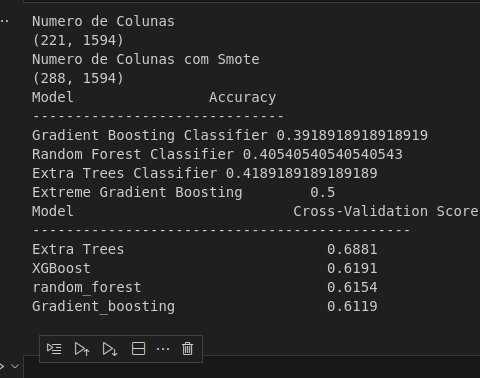 Numero de Colunas
(221, 1594)
Numero de Colunas com Smote
(288, 1594)
Model                Accuracy
------------------------------
Gradient Boosting Classifier 0.3918918918918919
Random Forest Classifier 0.40540540540540543
Extra Trees Classifier 0.4189189189189189
Extreme Gradient Boosting        0.5
Model                          Cross-Validation Score
---------------------------------------------
Extra Trees                        0.6881
XGBoost                            0.6191
random_forest                      0.6154
Gradient_boosting                  0.6119